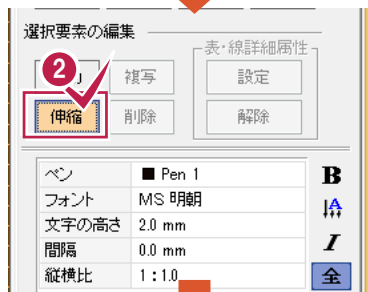 選択要素の編集
表・線詳細属性
2
複写
設定
伸縮
削除
解除
ペン ■ Pen 1
フォント MS 明朝
文字の高さ 2.0 mm
間隔 0.0 mm
縦横比 1:1.0
B
A
I
全